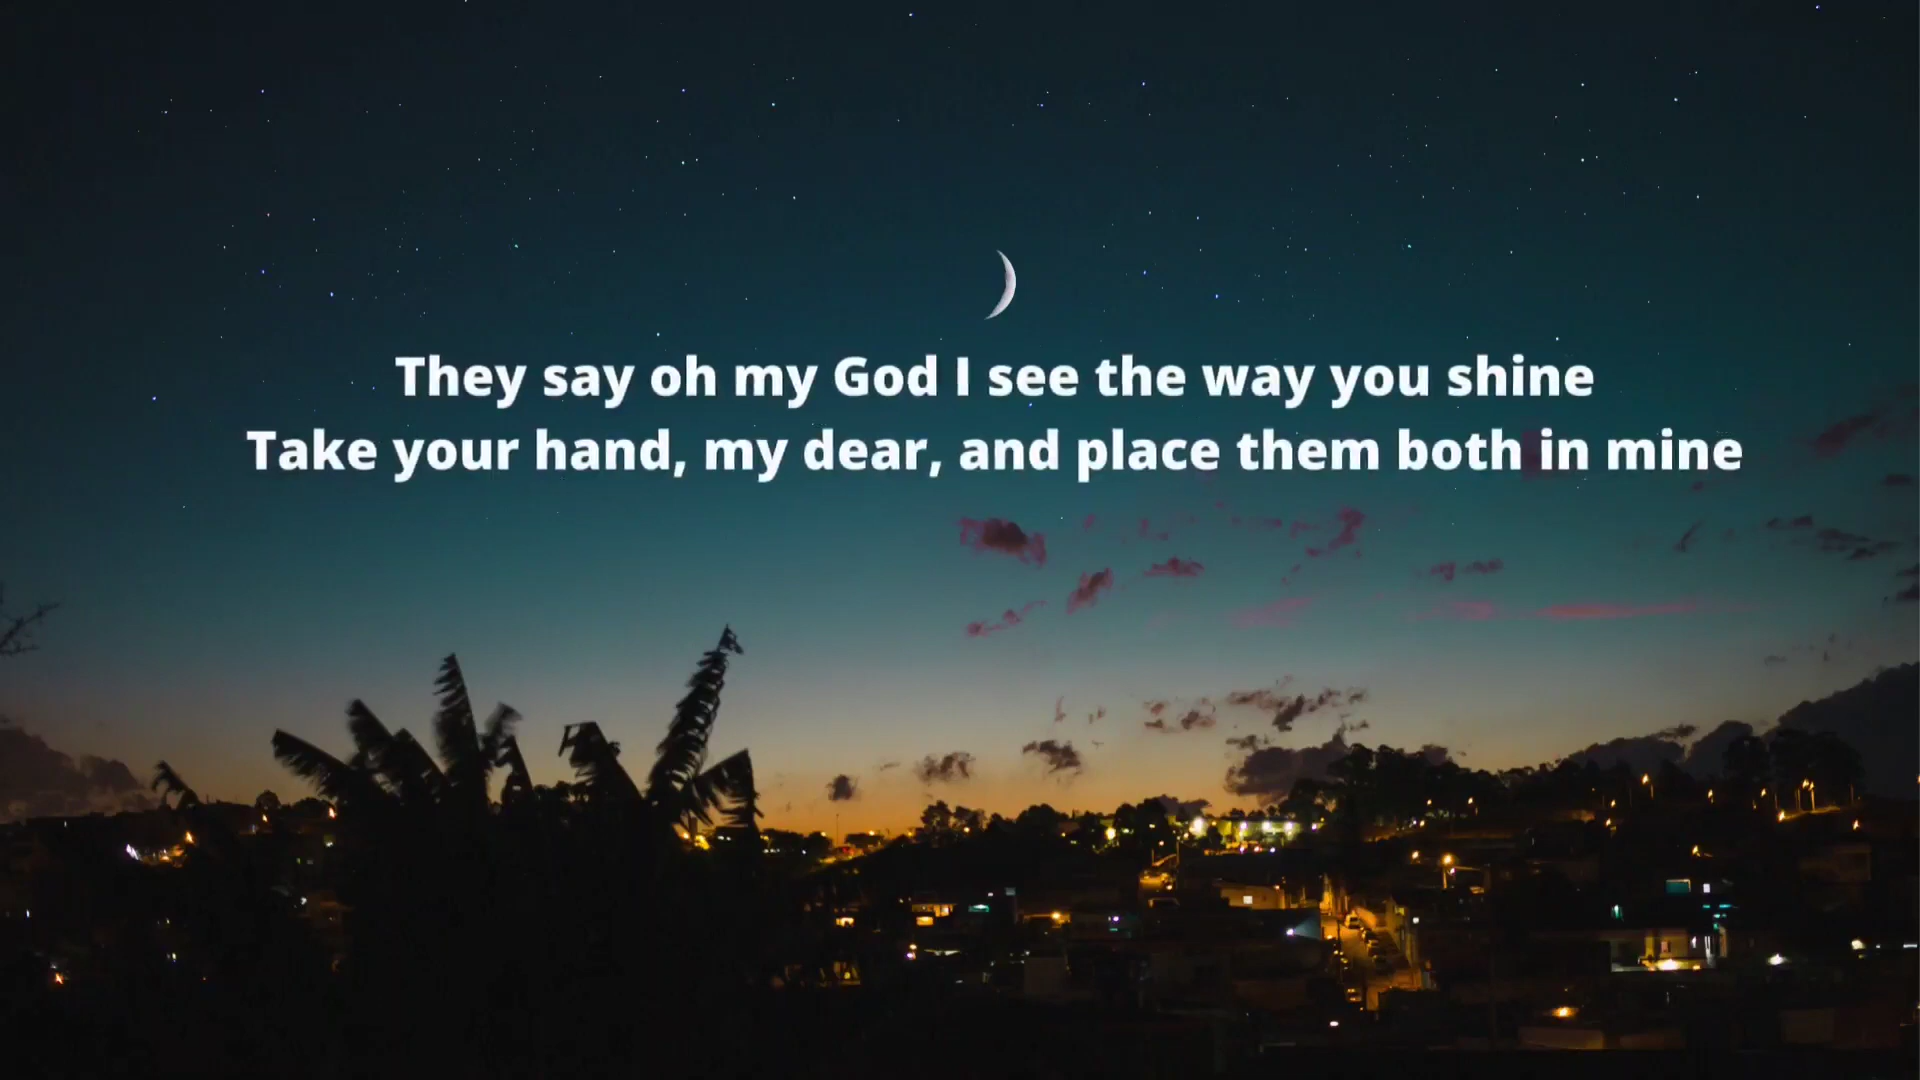 They say oh my God I see the way you shine
Take your hand, my dear, and place them both in mine